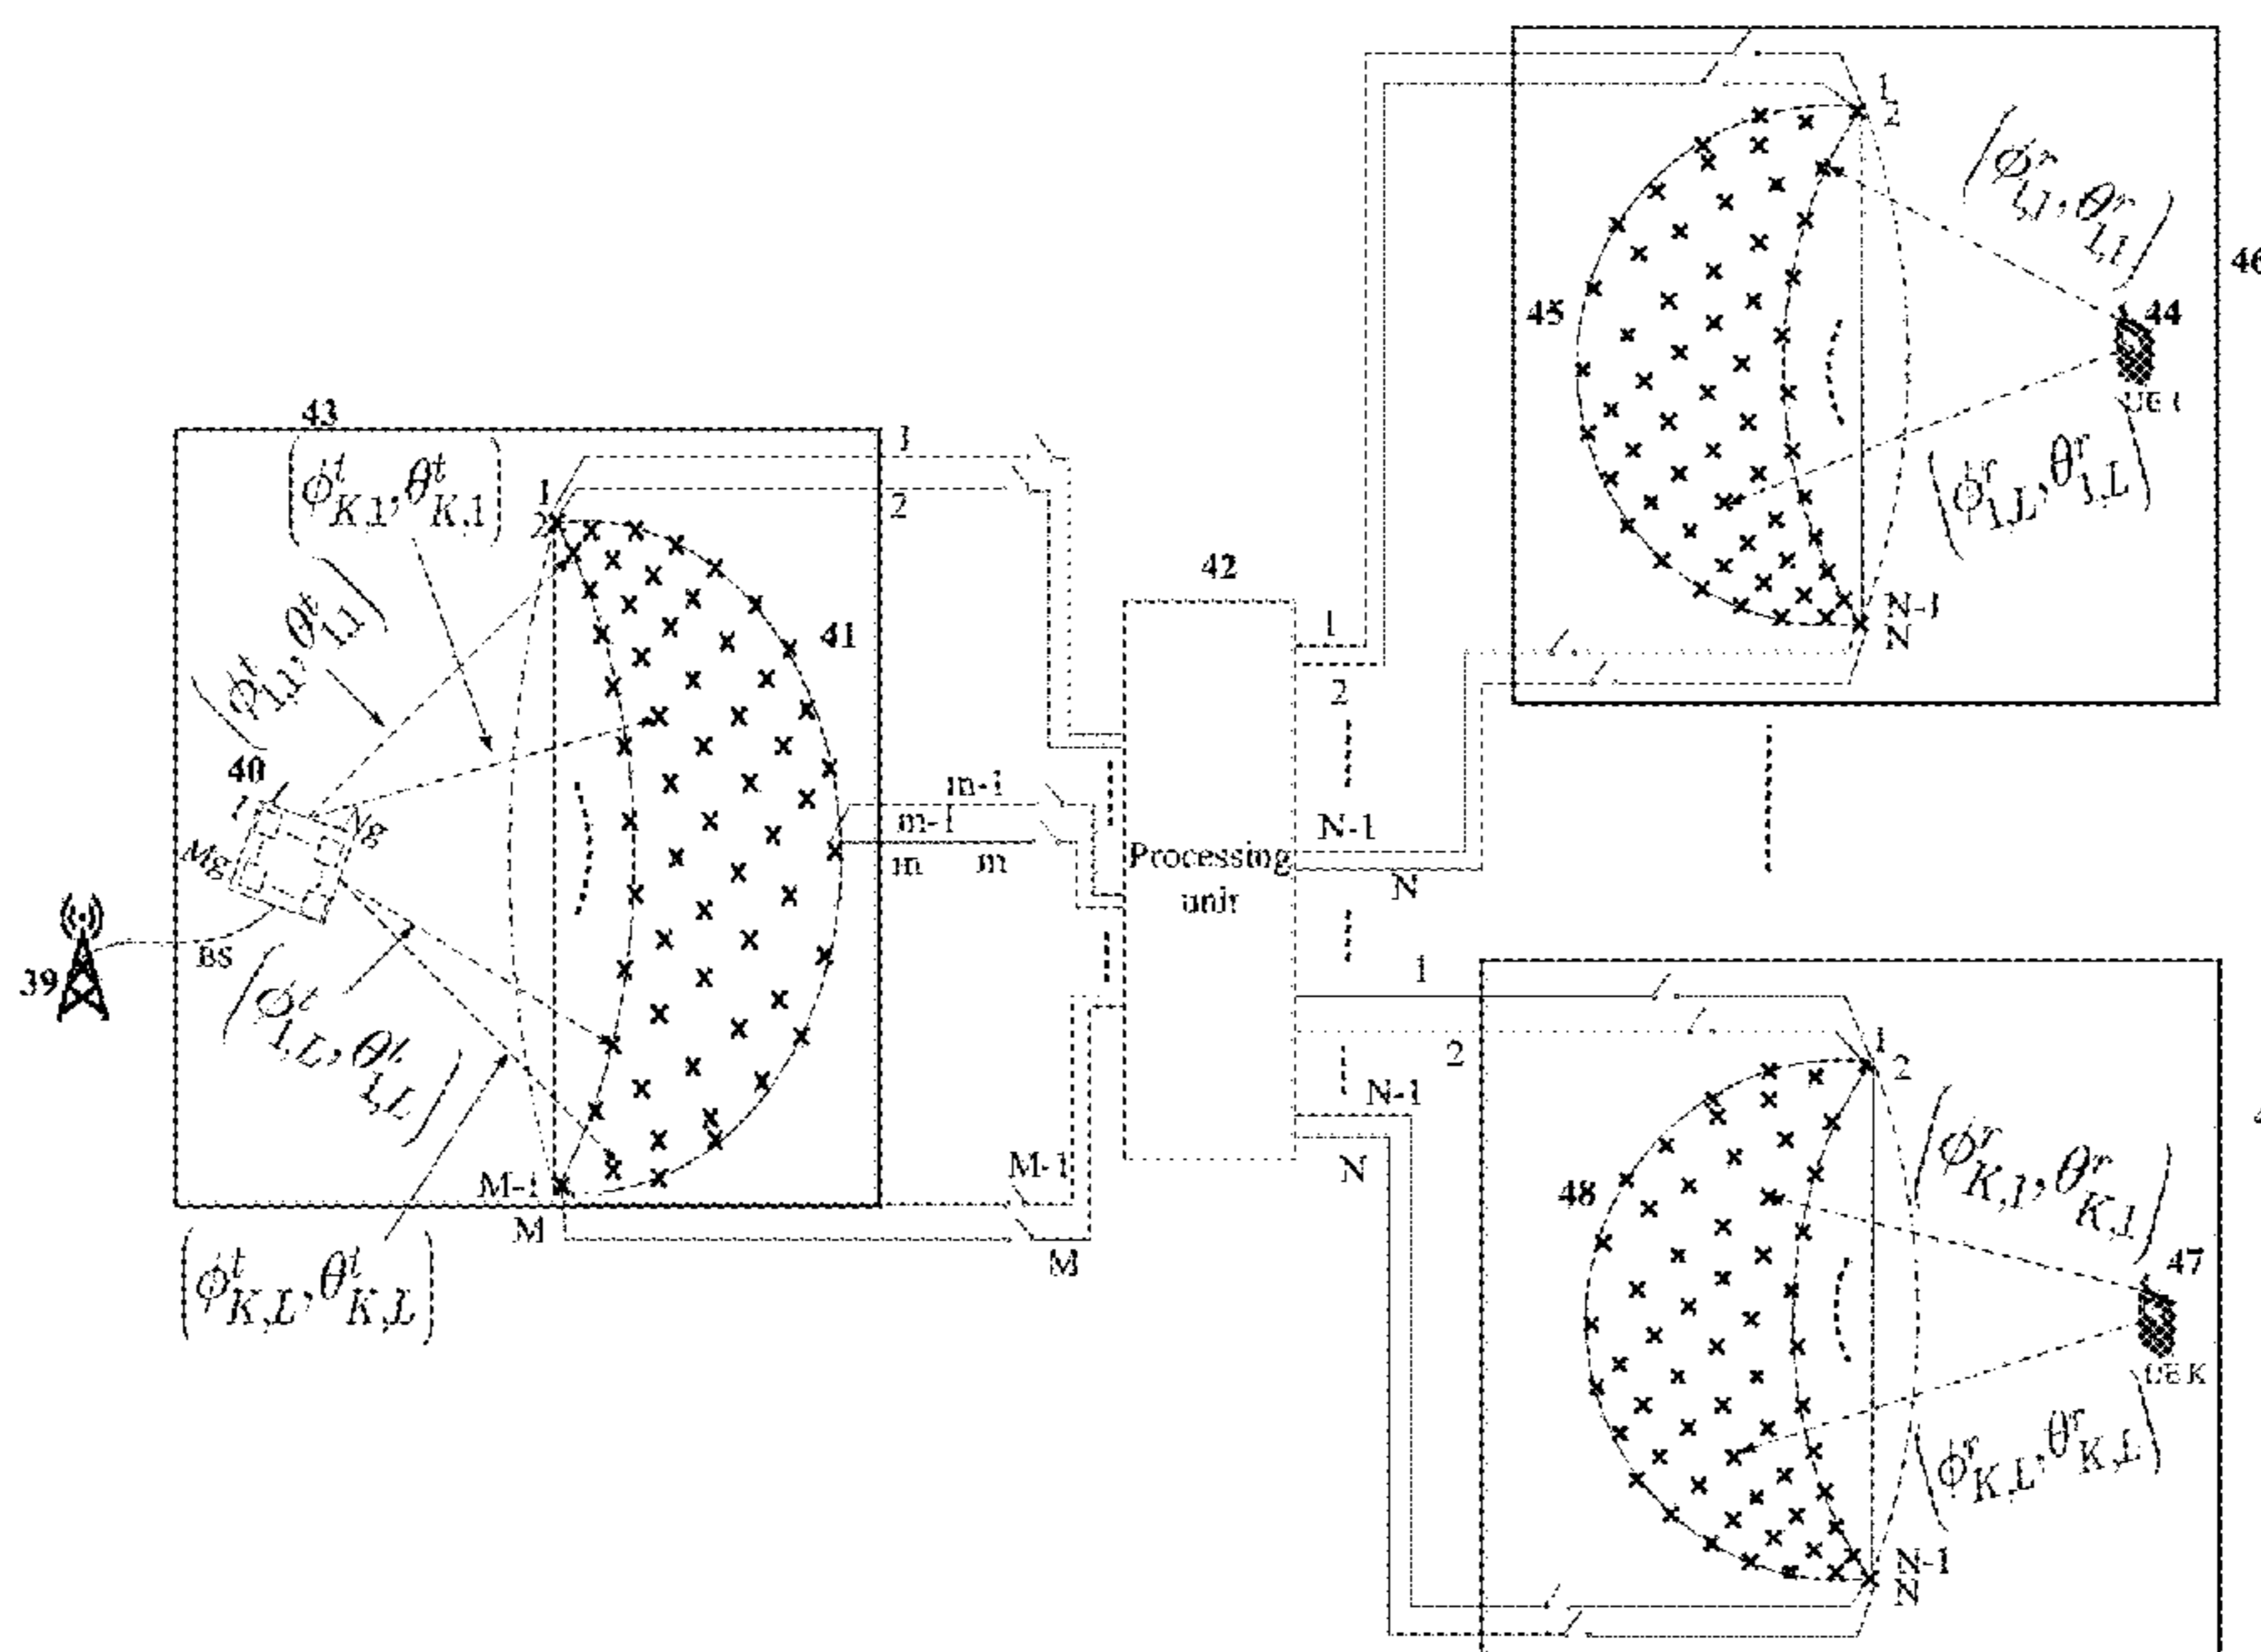 43
(ϕ^t_{K,1}, θ^t_{K,1})
1
2
1
2
(ϕ^t_{1,1}, θ^t_{1,1})
41
40
1
Ng
Mg
39
BS
(ϕ^t_{1,L}, θ^t_{1,L})
(ϕ^t_{K,L}, θ^t_{K,L})
M-1
M
m-1
m-1
m
m
M-1
M
42
Processing
unit
1
2
N-1
N
1
2
N-1
N
1
2
(ϕ^r_{1,1}, θ^r_{1,1})
46
45
44
UE 1
(ϕ^r_{1,L}, θ^r_{1,L})
N-1
N
1
2
(ϕ^r_{K,1}, θ^r_{K,1})
48
47
UE K
(ϕ^r_{K,L}, θ^r_{K,L})
N-1
N